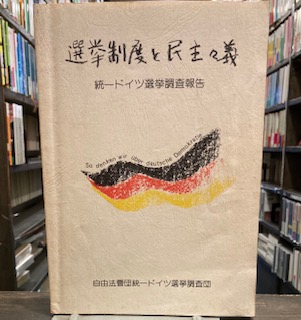 選挙制度と民主々義
統一ドイツ選挙調査報告
So denken wir über deutsche Demokratie
自由法曹団統一ドイツ選挙調査団